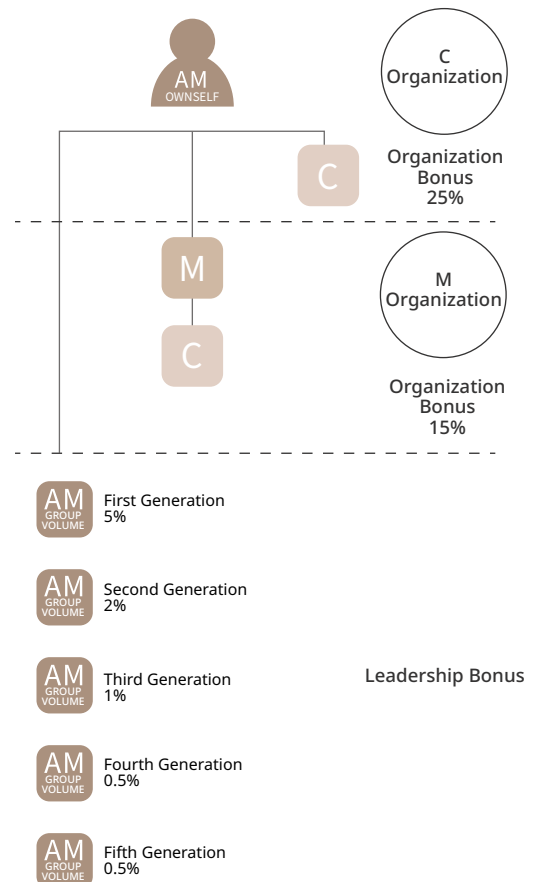 AM
OWNSELF
C
Organization
C
Organization
Bonus
25%
M
M
Organization
C
Organization
Bonus
15%
AM
GROUP
VOLUME
First Generation
5%
AM
GROUP
VOLUME
Second Generation
2%
AM
GROUP
VOLUME
Third Generation
1%
Leadership Bonus
AM
GROUP
VOLUME
Fourth Generation
0.5%
AM
GROUP
VOLUME
Fifth Generation
0.5%